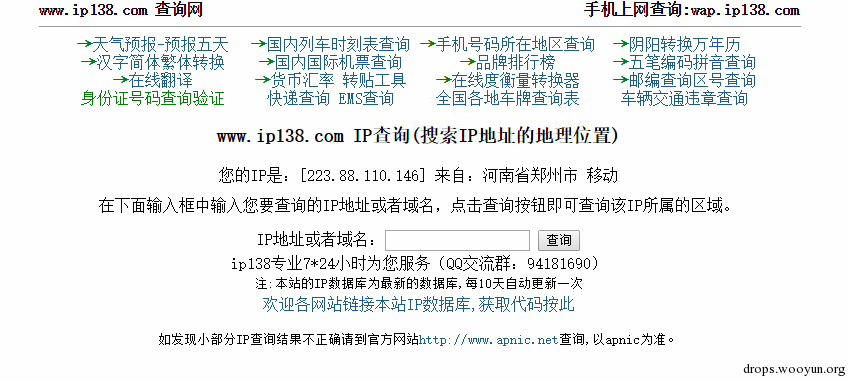 www.ip138.com 查询网 手机上网查询:wap.ip138.com
→天气预报-预报五天 →国内列车时刻表查询 →手机号码所在地区查询 →阴阳转换万年历
→汉字简体繁体转换 →国内国际机票查询 →品牌排行榜 →五笔编码拼音查询
→在线翻译 →货币汇率 转贴工具 →在线度衡量转换器 →邮编查询区号查询
身份证号码查询验证 快递查询 EMS查询 全国各地车牌查询表 车辆交通违章查询
www.ip138.com IP查询(搜索IP地址的地理位置)
您的IP是：[223.88.110.146] 来自：河南省郑州市 移动
在下面输入框中输入您要查询的IP地址或者域名，点击查询按钮即可查询该IP所属的区域。
IP地址或者域名： 查询
ip138专业7*24小时为您服务（QQ交流群：94181690）
注:本站的IP数据库为最新的数据库,每10天自动更新一次
欢迎各网站链接本站IP数据库,获取代码按此
如发现小部分IP查询结果不正确请到官方网站http://www.apnic.net查询,以apnic为准。
drops.wooyun.org